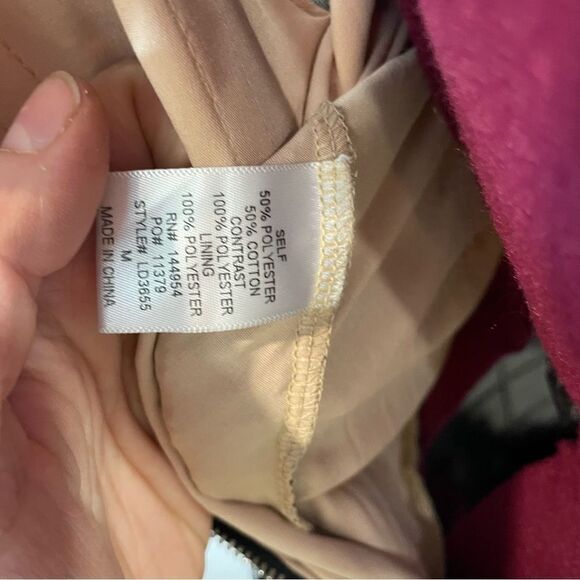 SELF
50% POLYESTER
50% COTTON
CONTRAST
100% POLYESTER
LINING
100% POLYESTER
RN# 144954
PO# 11379
STYLE# LD3655
M
MADE IN CHINA